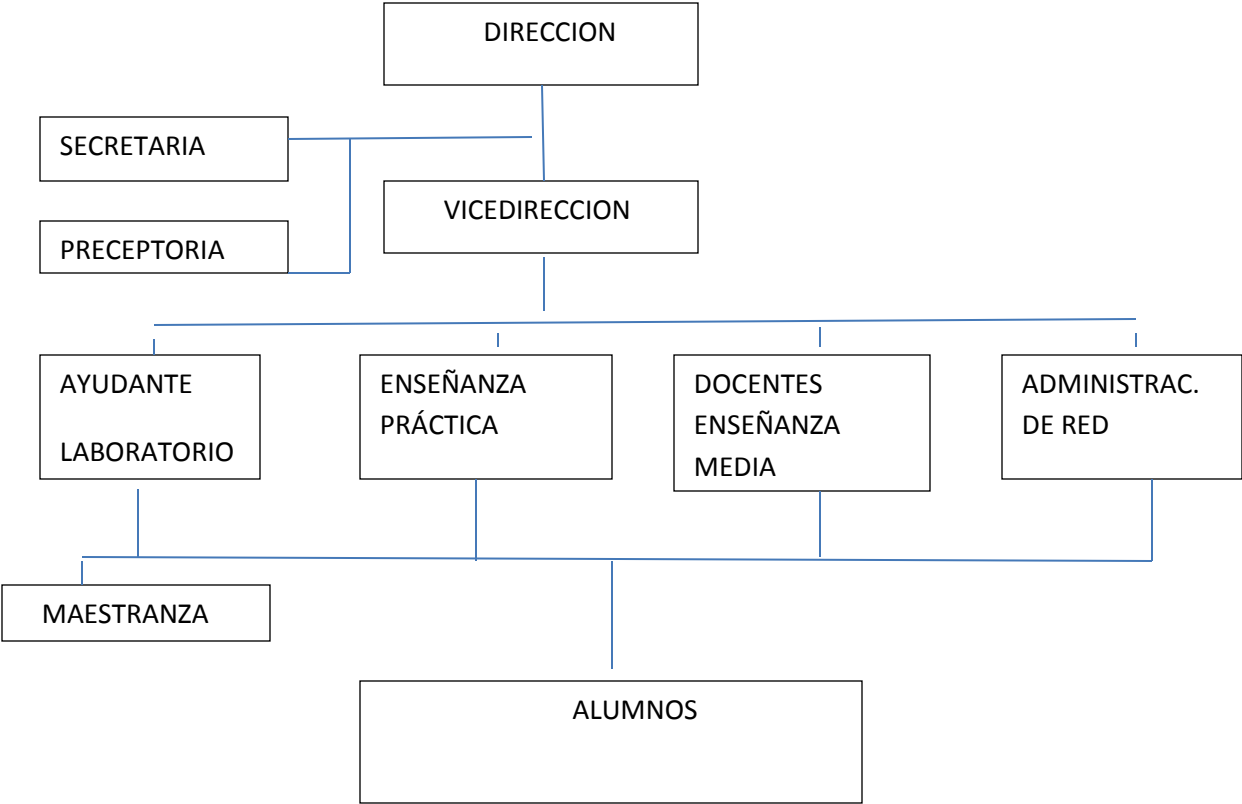 DIRECCION
SECRETARIA
VICEDIRECCION
PRECEPTORIA
AYUDANTE
LABORATORIO
ENSEÑANZA
PRÁCTICA
DOCENTES
ENSEÑANZA
MEDIA
ADMINISTRAC.
DE RED
MAESTRANZA
ALUMNOS